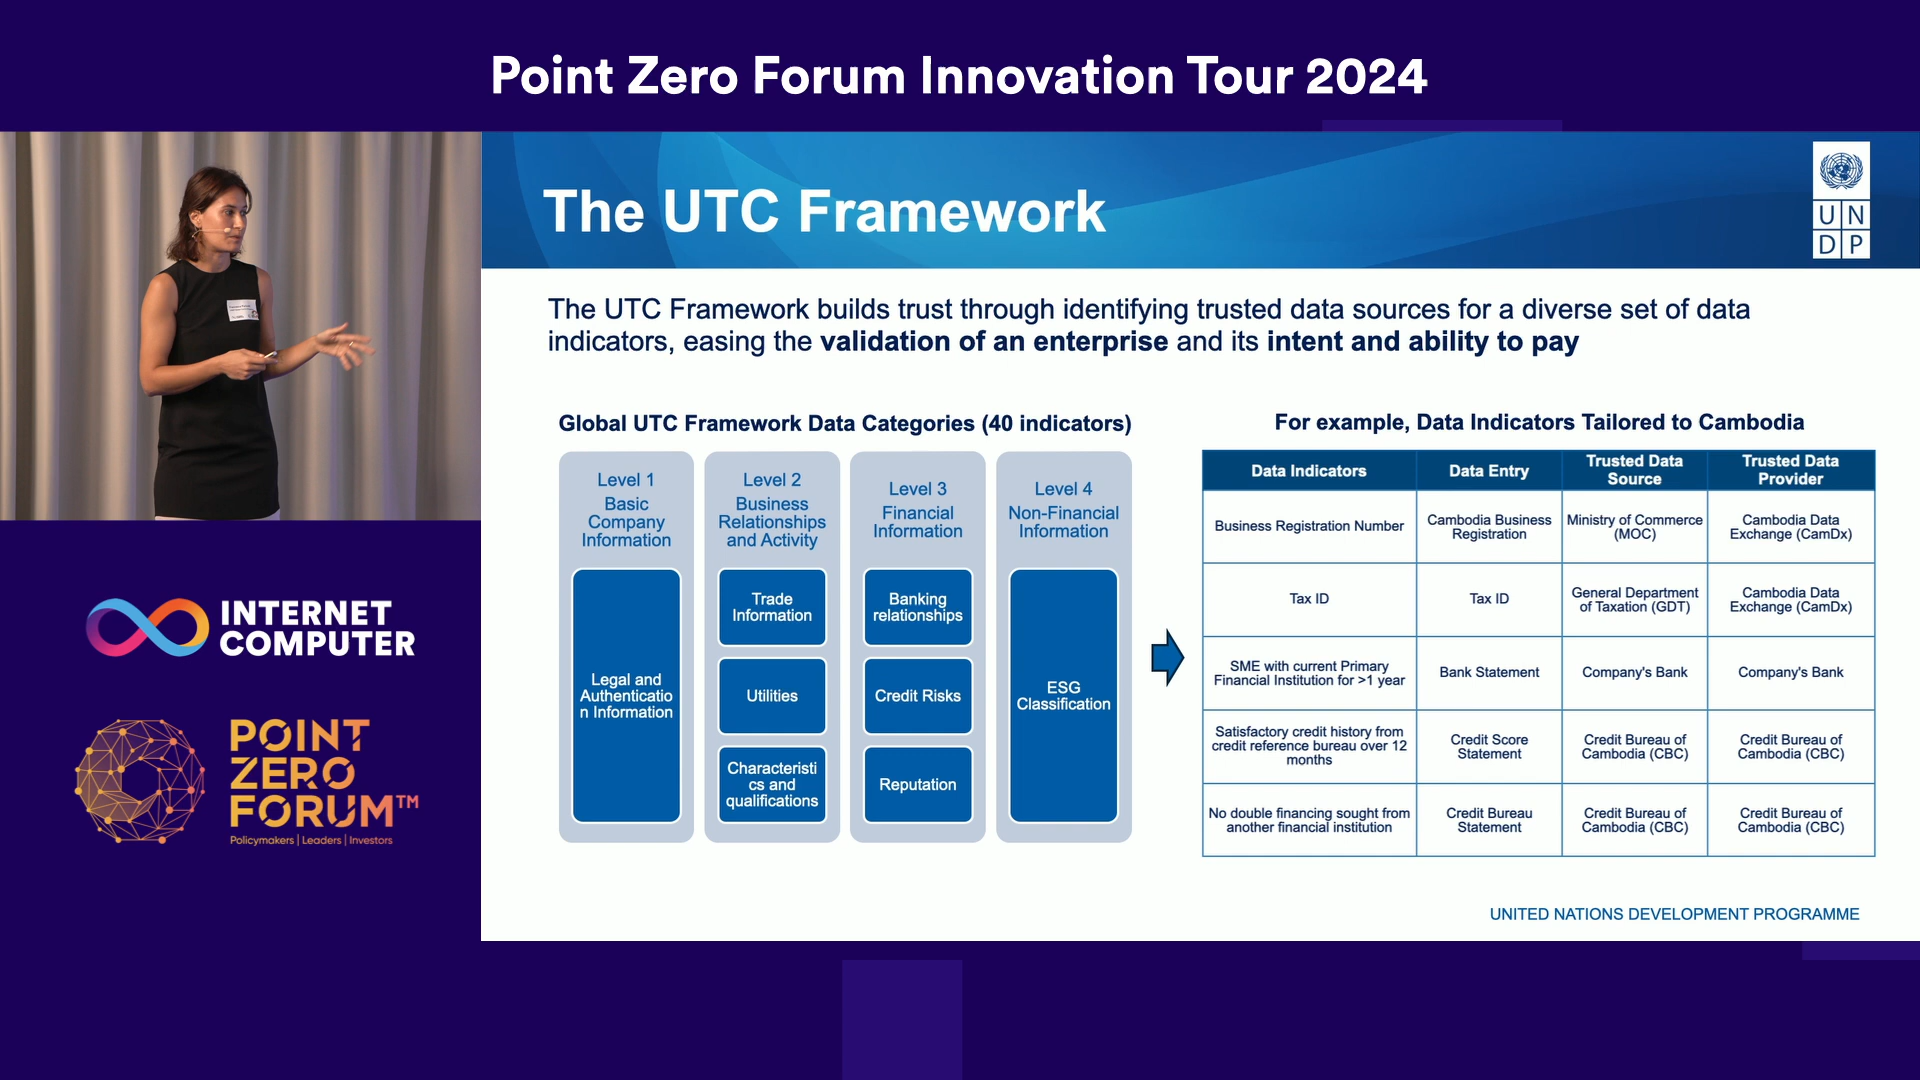 Point Zero Forum Innovation Tour 2024
The UTC Framework
U N
D P
The UTC Framework builds trust through identifying trusted data sources for a diverse set of data
indicators, easing the validation of an enterprise and its intent and ability to pay
Global UTC Framework Data Categories (40 indicators)
Level 1
Basic
Company
Information
Legal and
Authenticatio
n Information
Level 2
Business
Relationships
and Activity
Trade
Information
Utilities
Characteristi
cs and
qualifications
Level 3
Financial
Information
Banking
relationships
Credit Risks
Reputation
Level 4
Non-Financial
Information
ESG
Classification
For example, Data Indicators Tailored to Cambodia
Data Indicators
Data Entry
Trusted Data
Source
Trusted Data
Provider
Business Registration Number
Cambodia Business
Registration
Ministry of Commerce
(MOC)
Cambodia Data
Exchange (CamDx)
Tax ID
Tax ID
General Department
of Taxation (GDT)
Cambodia Data
Exchange (CamDx)
SME with current Primary
Financial Institution for >1 year
Bank Statement
Company's Bank
Company's Bank
Satisfactory credit history from
credit reference bureau over 12
months
Credit Score
Statement
Credit Bureau of
Cambodia (CBC)
Credit Bureau of
Cambodia (CBC)
No double financing sought from
another financial institution
Credit Bureau
Statement
Credit Bureau of
Cambodia (CBC)
Credit Bureau of
Cambodia (CBC)
UNITED NATIONS DEVELOPMENT PROGRAMME
INTERNET
COMPUTER
POINT
ZERO
FORUM™
Policymakers | Leaders | Investors